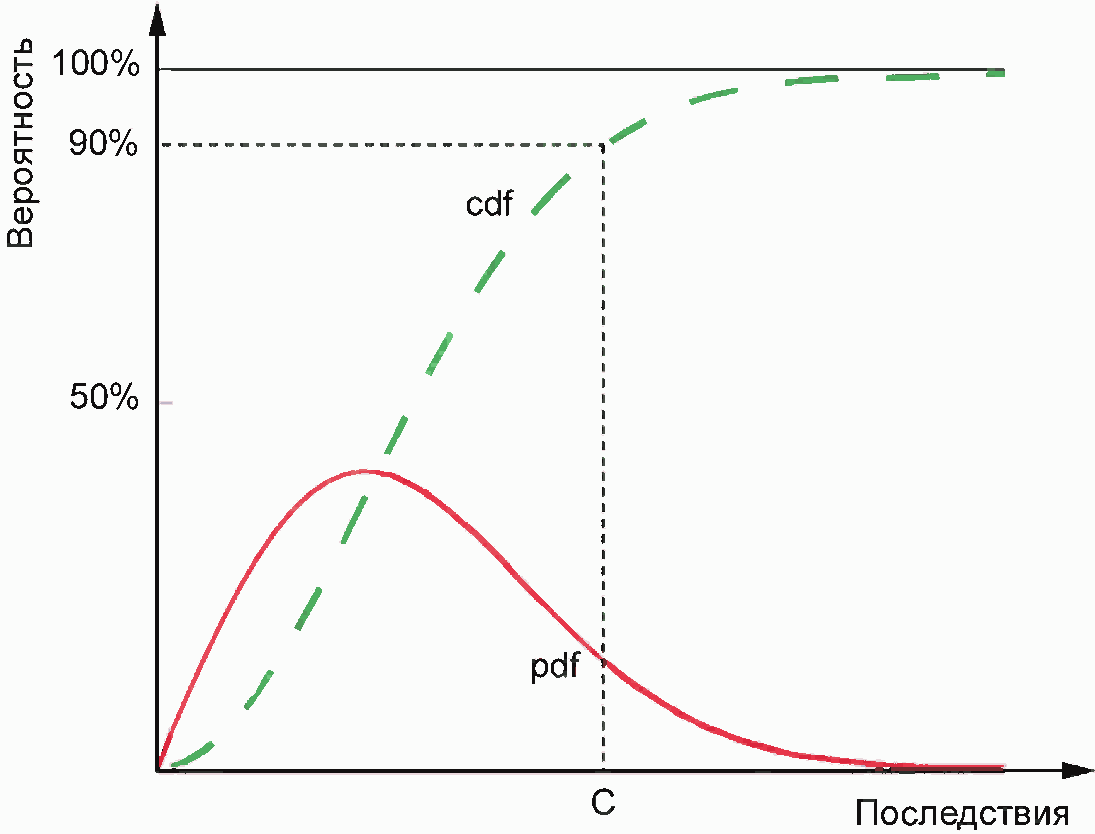 Вероятность
100%
90%
cdf
50%
pdf
C
Последствия